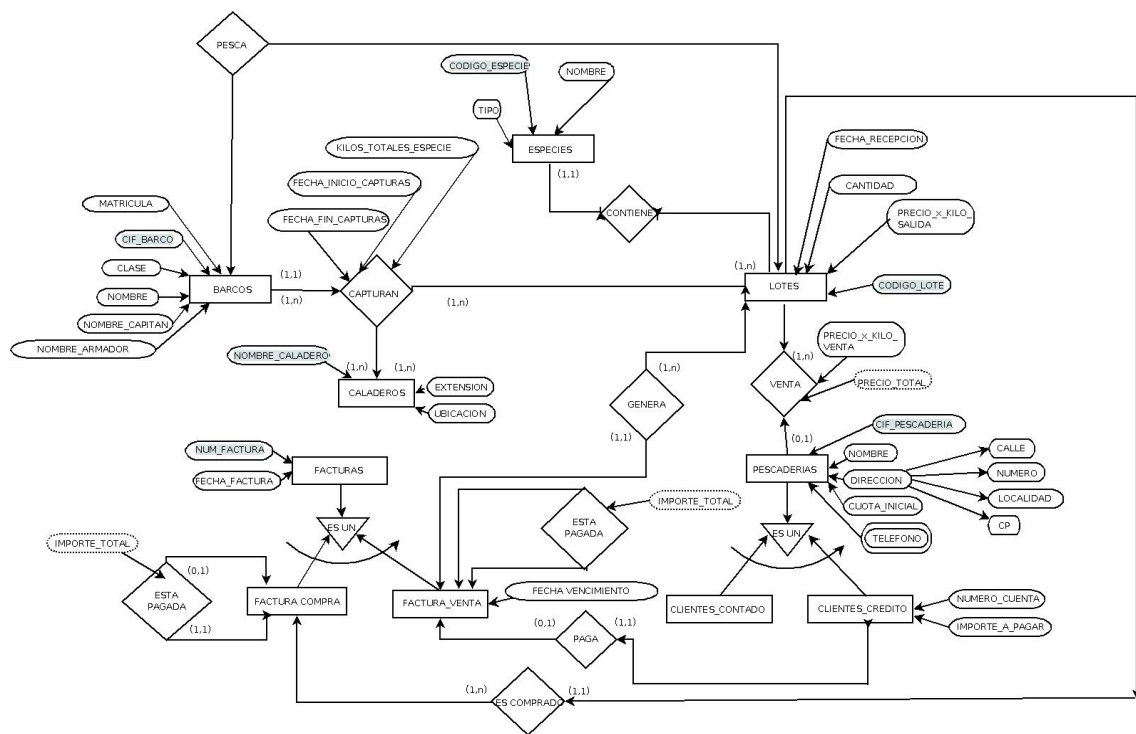 PESCA
CODIGO_ESPECIE
NOMBRE
TIPO
ESPECIES
(1,1)
KILOS_TOTALES_ESPECIE
FECHA_INICIO_CAPTURAS
FECHA_FIN_CAPTURAS
FECHA_RECEPCION
CANTIDAD
PRECIO_x_KILO_
SALIDA
CONTIENE
MATRICULA
CIF_BARCO
CLASE
NOMBRE
NOMBRE_CAPITAN
NOMBRE_ARMADOR
BARCOS
(1,1)
(1,n)
CAPTURAN
(1,n)
(1,n)
LOTES
CODIGO_LOTE
NOMBRE_CALADERO
(1,n)
(1,n)
CALADEROS
EXTENSION
UBICACION
PRECIO_x_KILO_
VENTA
(1,n)
VENTA
PRECIO_TOTAL
(1,n)
GENERA
(1,1)
(0,1)
CIF_PESCADERIA
NUM_FACTURA
FECHA_FACTURA
FACTURAS
PESCADERIAS
NOMBRE
DIRECCION
CUOTA_INICIAL
TELEFONO
CALLE
NUMERO
LOCALIDAD
CP
ES UN
IMPORTE_TOTAL
ESTA
PAGADA
ES UN
IMPORTE_TOTAL
(0,1)
ESTA
PAGADA
(1,1)
FACTURA COMPRA
FACTURA_VENTA
FECHA VENCIMIENTO
CLIENTES_CONTADO
CLIENTES_CREDITO
NUMERO_CUENTA
IMPORTE_A_PAGAR
(0,1)
PAGA
(1,1)
(1,n)
ES COMPRADO
(1,1)